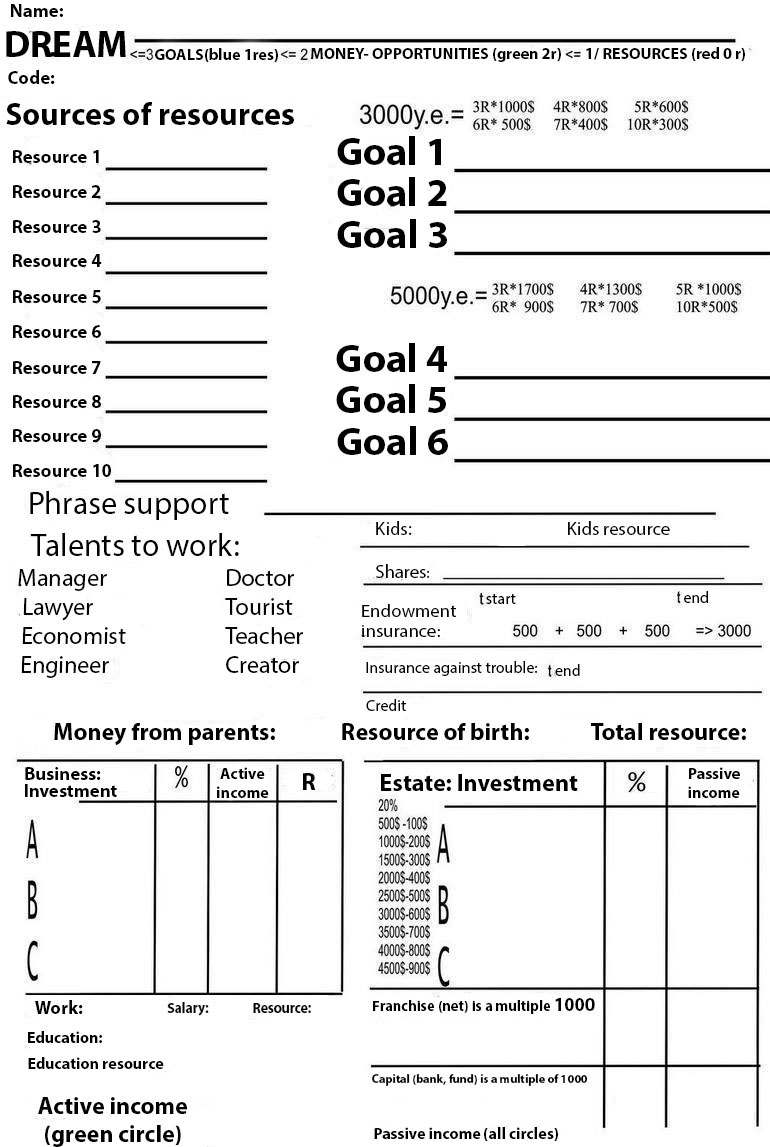 Name:
DREAM <=3GOALS(blue 1res)<= 2 MONEY- OPPORTUNITIES (green 2r) <= 1/ RESOURCES (red 0 r)
Code:
Sources of resources
3000y.e.= 3R*1000$ 4R*800$ 5R*600$
6R* 500$ 7R*400$ 10R*300$
Resource 1
Resource 2
Resource 3
Resource 4
Resource 5
Resource 6
Resource 7
Resource 8
Resource 9
Resource 10
Goal 1
Goal 2
Goal 3
5000y.e.= 3R*1700$ 4R*1300$ 5R *1000$
6R* 900$ 7R* 700$ 10R*500$
Goal 4
Goal 5
Goal 6
Phrase support
Talents to work:
Manager Doctor
Lawyer Tourist
Economist Teacher
Engineer Creator
Kids: Kids resource
Shares:
t start t end
Endowment
insurance: 500 + 500 + 500 => 3000
Insurance against trouble: t end
Credit
Money from parents: Resource of birth: Total resource:
Business:
Investment
%
Active
income
R
A
B
C
Work: Salary: Resource:
Education:
Education resource
Active income
(green circle)
Estate: Investment
%
Passive
income
20%
500$ -100$
1000$-200$
1500$-300$
2000$-400$
2500$-500$
3000$-600$
3500$-700$
4000$-800$
4500$-900$
A
B
C
Franchise (net) is a multiple 1000
Capital (bank, fund) is a multiple of 1000
Passive income (all circles)